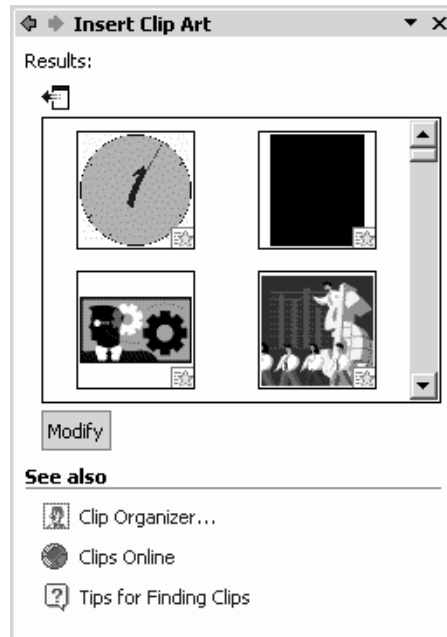 Insert Clip Art
Results:
Modify
See also
Clip Organizer...
Clips Online
Tips for Finding Clips